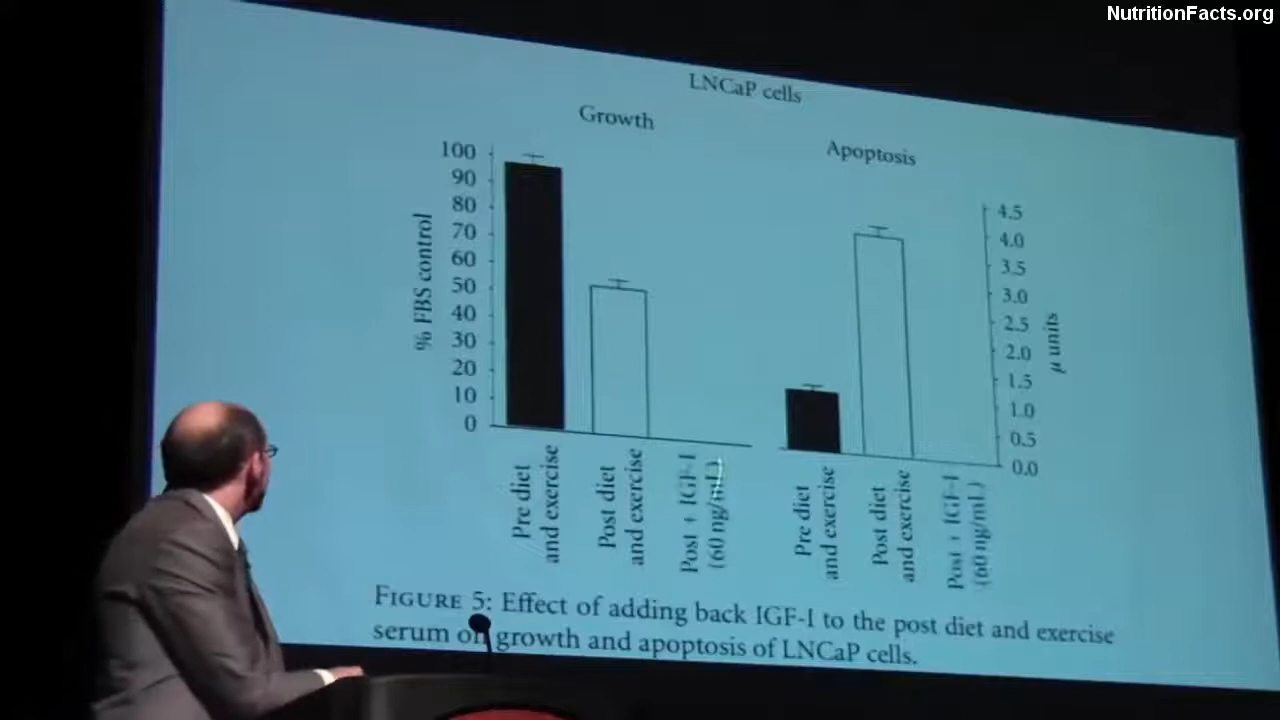 NutritionFacts.org
LNCaP cells
Growth
Apoptosis
% FBS control
100
90
80
70
60
50
40
30
20
10
0
Pre diet
and exercise
Post diet
and exercise
Post + IGF-I
(60 ng/mL)
4.5
4.0
3.5
3.0
2.5
2.0
1.5
1.0
0.5
0.0
μ units
Pre diet
and exercise
Post diet
and exercise
Post + IGF-I
(60 ng/mL)
FIGURE 5: Effect of adding back IGF-I to the post diet and exercise
serum on growth and apoptosis of LNCaP cells.